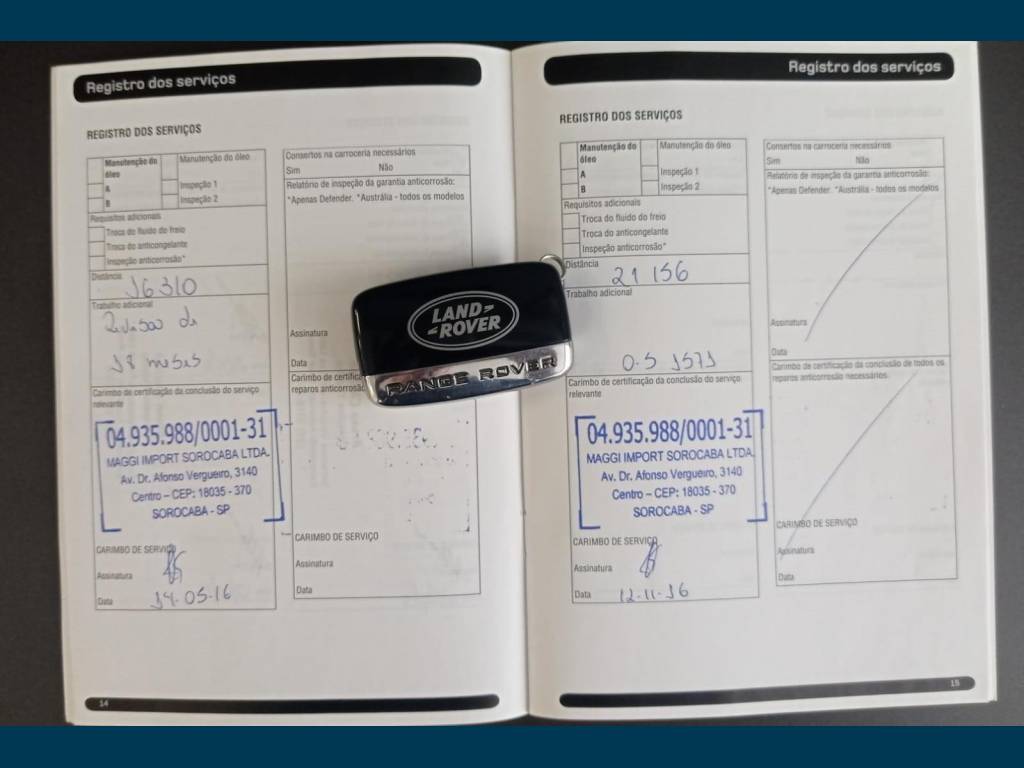 Registro dos serviços
REGISTRO DOS SERVIÇOS
Manutenção do óleo
A
B
Manutenção do óleo
Inspeção 1
Inspeção 2
Requisitos adicionais
Troca do fluido do freio
Troca do anticongelante
Inspeção anticorrosão*
Distância
16310
Trabalho adicional
Revisão de
18 meses
Carimbo de certificação da conclusão do serviço
relevante
04.935.988/0001-31
MAGGI IMPORT SOROCABA LTDA.
Av. Dr. Afonso Vergueiro, 3140
Centro – CEP: 18035 - 370
SOROCABA - SP
CARIMBO DE SERVIÇO
Assinatura
Data 14-05-16
Consertos na carroceria necessários
Sim Não
Relatório de inspeção da garantia anticorrosão:
*Apenas Defender. *Austrália - todos os modelos
Assinatura
Data
Carimbo de
reparos
CARIMBO DE SERVIÇO
Assinatura
Data
14
LAND-
-ROVER
RANGE ROVER
Registro dos serviços
REGISTRO DOS SERVIÇOS
Manutenção do
óleo
A
B
Manutenção do óleo
Inspeção 1
Inspeção 2
Requisitos adicionais
Troca do fluido do freio
Troca do anticongelante
Inspeção anticorrosão*
Distância
21 156
Trabalho adicional
O.S 1571
Carimbo de certificação da conclusão do serviço
relevante
04.935.988/0001-31
MAGGI IMPORT SOROCABA LTDA.
Av. Dr. Afonso Vergueiro, 3140
Centro – CEP: 18035 - 370
SOROCABA - SP
CARIMBO DE SERVIÇO
Assinatura
Data 12-11-16
Consertos na carroceria necessários
Sim Não
Relatório de inspeção da garantia anticorrosão:
*Apenas Defender. *Austrália - todos os modelos
Assinatura
Data
Carimbo de certificação da conclusão de todos os
reparos anticorrosão necessários.
CARIMBO DE SERVIÇO
Assinatura
Data
15